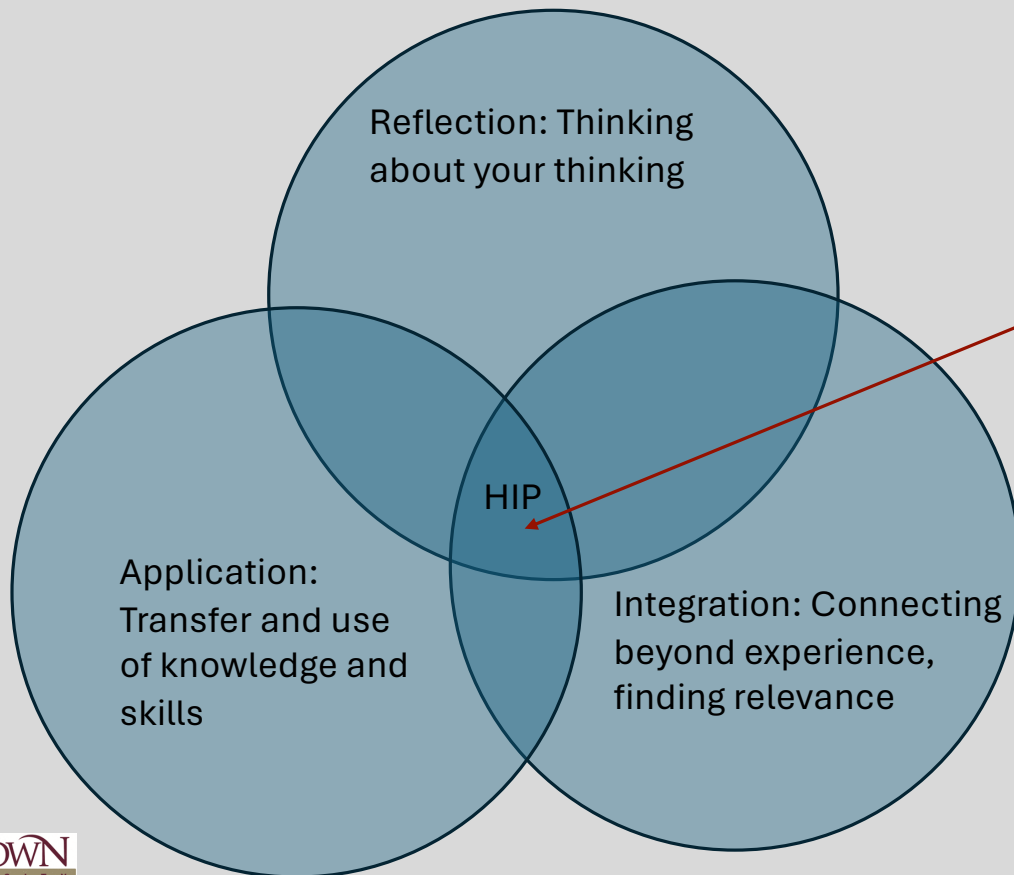 Reflection: Thinking
about your thinking
HIP
Application:
Transfer and use
of knowledge and
skills
Integration: Connecting
beyond experience,
finding relevance
OWN